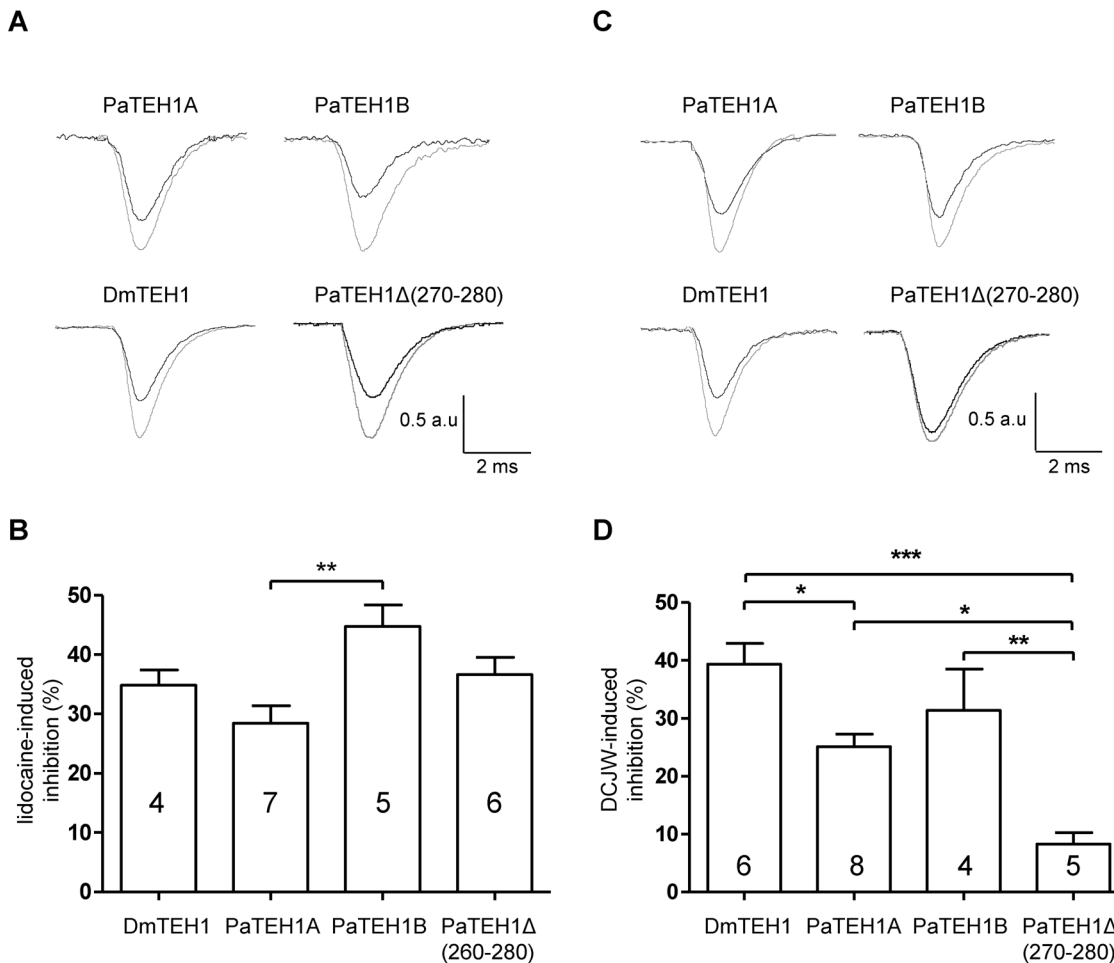 A
PaTEH1A
PaTEH1B
DmTEH1
PaTEH1Δ(270-280)
0.5 a.u
2 ms
C
PaTEH1A
PaTEH1B
DmTEH1
PaTEH1Δ(270-280)
0.5 a.u
2 ms
B
lidocaine-induced
inhibition (%)
50
40
30
20
10
0
**
4
7
5
6
DmTEH1
PaTEH1A
PaTEH1B
PaTEH1Δ
(260-280)
D
DCJW-induced
inhibition (%)
50
40
30
20
10
0
***
*
*
**
6
8
4
5
DmTEH1
PaTEH1A
PaTEH1B
PaTEH1Δ
(270-280)